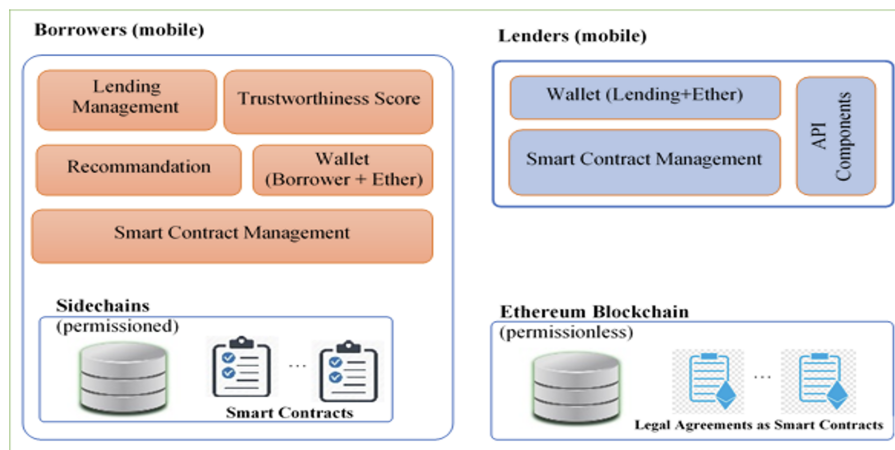 Borrowers (mobile)
Lending
Management
Trustworthiness Score
Recommandation
Wallet
(Borrower + Ether)
Smart Contract Management
Sidechains
(permissioned)
...
Smart Contracts
Lenders (mobile)
Wallet (Lending+Ether)
Smart Contract Management
API
Components
Ethereum Blockchain
(permissionless)
...
Legal Agreements as Smart Contracts